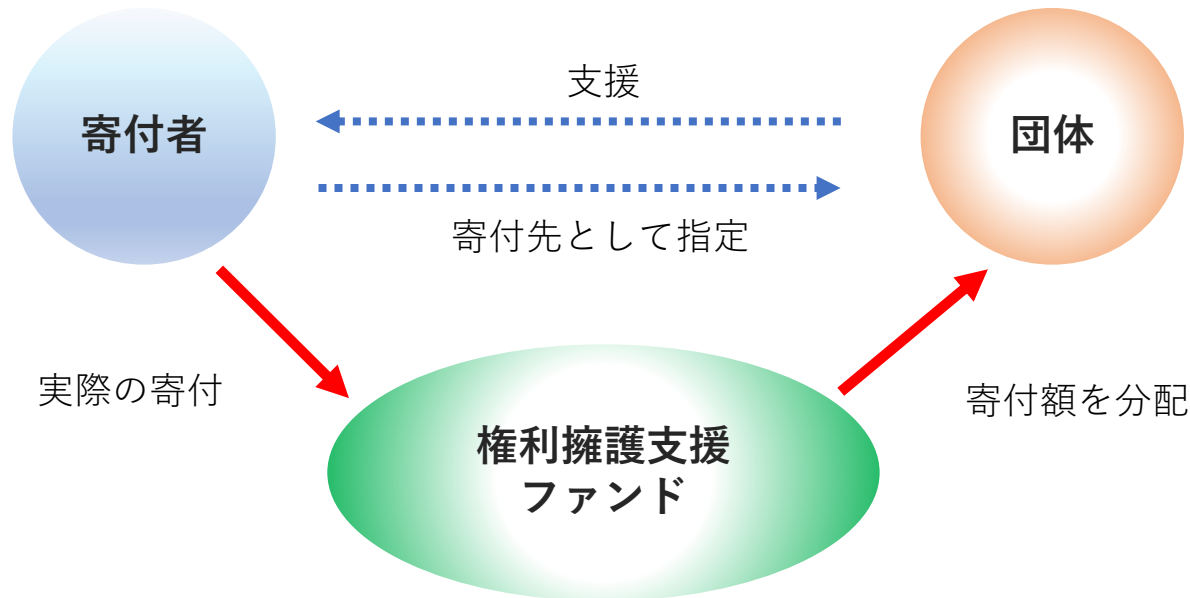 支援
寄付者
団体
寄付先として指定
実際の寄付
寄付額を分配
権利擁護支援
ファンド